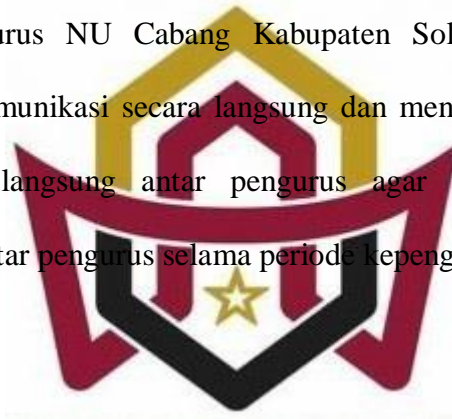 urus NU Cabang Kabupaten Sol
munikasi secara langsung dan men
langsung antar pengurus agar
tar pengurus selama periode kepeng